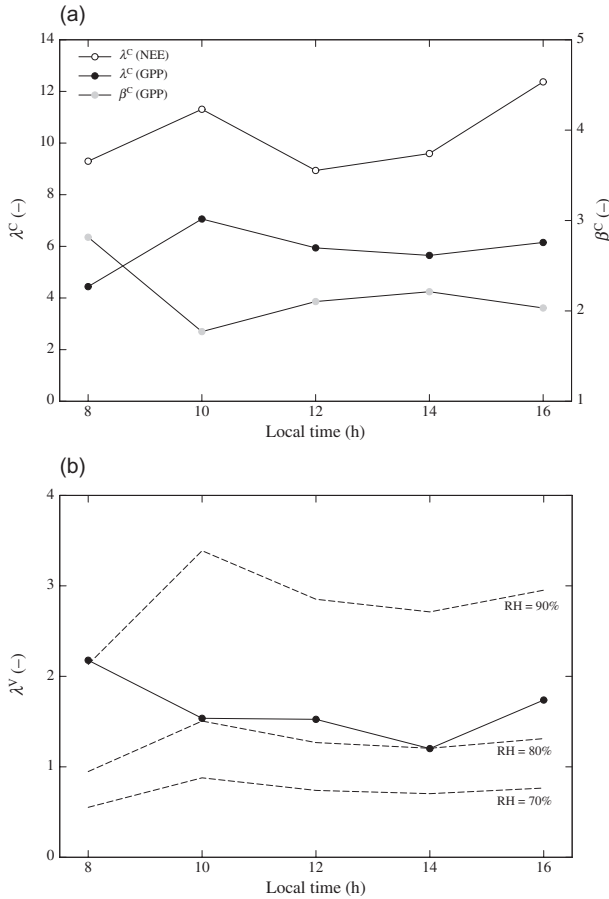 (a)
14
12
10
8
6
4
2
0
λᶜ (–)
λᶜ (NEE)
λᶜ (GPP)
βᶜ (GPP)
5
4
3
2
1
βᶜ (–)
8 10 12 14 16
Local time (h)
(b)
4
3
2
1
0
λⱽ (–)
RH = 90%
RH = 80%
RH = 70%
8 10 12 14 16
Local time (h)